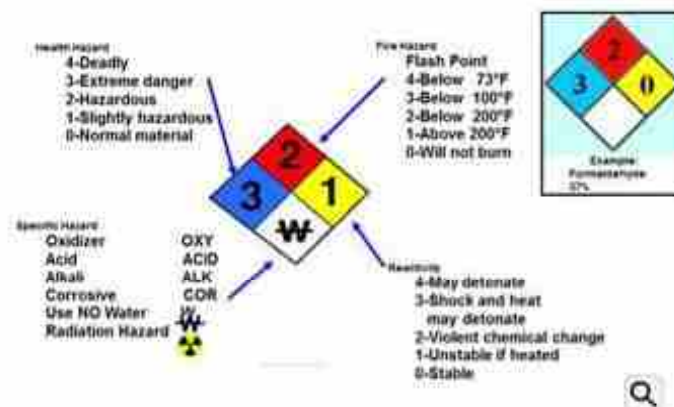 Health Hazard
4-Deadly
3-Extreme danger
2-Hazardous
1-Slightly hazardous
0-Normal material
Fire Hazard
Flash Point
4-Below 73°F
3-Below 100°F
2-Below 200°F
1-Above 200°F
0-Will not burn
2
3
0
Example:
Formaldehyde
37%
2
3
1
W
Specific Hazard
Oxidizer OXY
Acid ACID
Alkali ALK
Corrosive COR
Use NO Water W
Radiation Hazard
Reactivity
4-May detonate
3-Shock and heat
may detonate
2-Violent chemical change
1-Unstable if heated
0-Stable